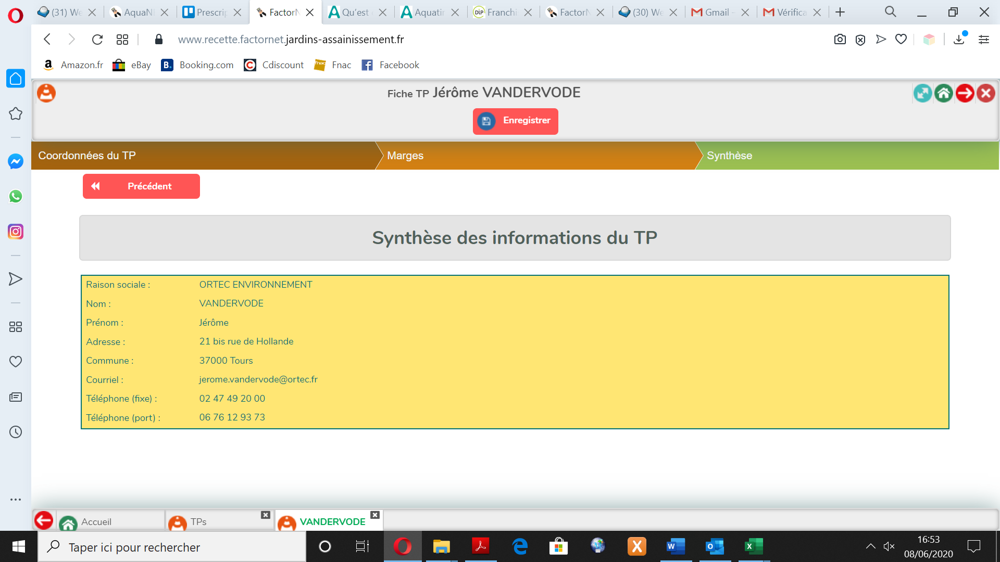 (31) We
AquaNI
Prescrip
FactorN
Qu'est
Aquatir
Franchi
FactorN
(30) We
Gmail -
Vérifica
www.recette.factornet.jardins-assainissement.fr
Amazon.fr
eBay
Booking.com
Cdiscount
Fnac
Facebook
Fiche TP Jérôme VANDERVODE
Enregistrer
Coordonnées du TP
Marges
Synthèse
Précédent
Synthèse des informations du TP
Raison sociale : ORTEC ENVIRONNEMENT
Nom : VANDERVODE
Prénom : Jérôme
Adresse : 21 bis rue de Hollande
Commune : 37000 Tours
Courriel : jerome.vandervode@ortec.fr
Téléphone (fixe) : 02 47 49 20 00
Téléphone (port) : 06 76 12 93 73
Accueil
TPs
VANDERVODE
Taper ici pour rechercher
16:53
08/06/2020